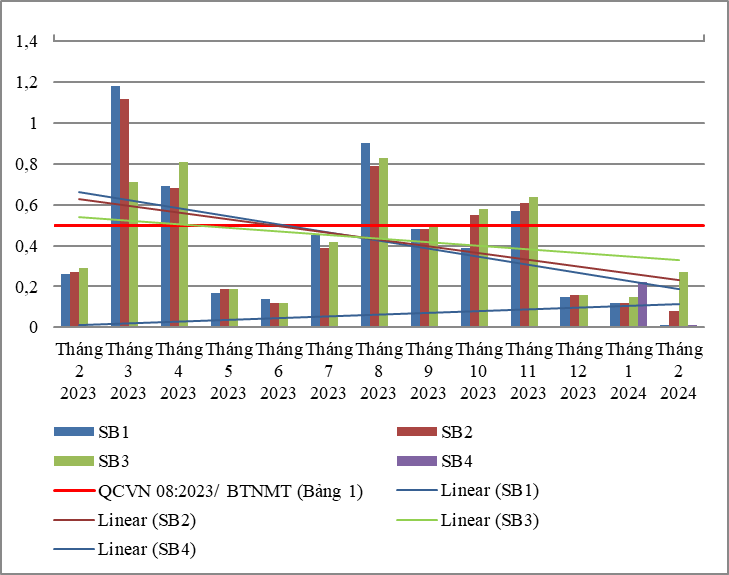 1,4
1,2
1
0,8
0,6
0,4
0,2
0
Tháng Tháng Tháng Tháng Tháng Tháng Tháng Tháng Tháng Tháng Tháng Tháng Tháng
2 3 4 5 6 7 8 9 10 11 12 1 2
2023 2023 2023 2023 2023 2023 2023 2023 2023 2023 2023 2024 2024
SB1 SB2
SB3 SB4
QCVN 08:2023/ BTNMT (Bảng 1) Linear (SB1)
Linear (SB2) Linear (SB3)
Linear (SB4)